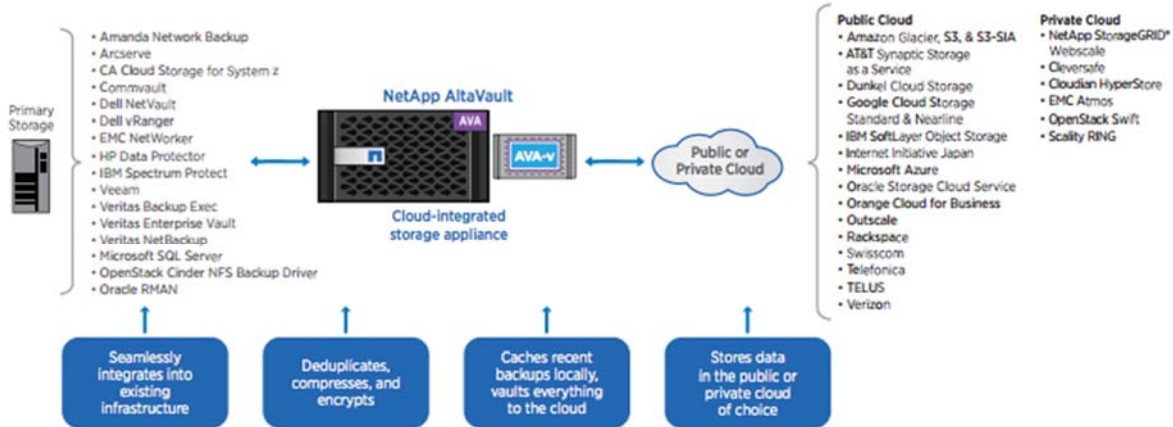 Primary
Storage
• Amanda Network Backup
• Arcserve
• CA Cloud Storage for System z
• Commvault
• Dell NetVault
• Dell vRanger
• EMC NetWorker
• HP Data Protector
• IBM Spectrum Protect
• Veeam
• Veritas Backup Exec
• Veritas Enterprise Vault
• Veritas NetBackup
• Microsoft SQL Server
• OpenStack Cinder NFS Backup Driver
• Oracle RMAN
NetApp AltaVault
AVA
AVA-v
Cloud-integrated
storage appliance
Public or
Private Cloud
Public Cloud
• Amazon Glacier, S3, & S3-SIA
• AT&T Synaptic Storage
as a Service
• Dunkel Cloud Storage
• Google Cloud Storage
Standard & Nearline
• IBM SoftLayer Object Storage
• Internet Initiative Japan
• Microsoft Azure
• Oracle Storage Cloud Service
• Orange Cloud for Business
• Outscale
• Rackspace
• Swisscom
• Telefonica
• TELUS
• Verizon
Private Cloud
• NetApp StorageGRID®
Webscale
• Cleversafe
• Cloudian HyperStore
• EMC Atmos
• OpenStack Swift
• Scality RING
Seamlessly
integrates into
existing
infrastructure
Deduplicates,
compresses, and
encrypts
Caches recent
backups locally,
vaults everything
to the cloud
Stores data
in the public or
private cloud
of choice